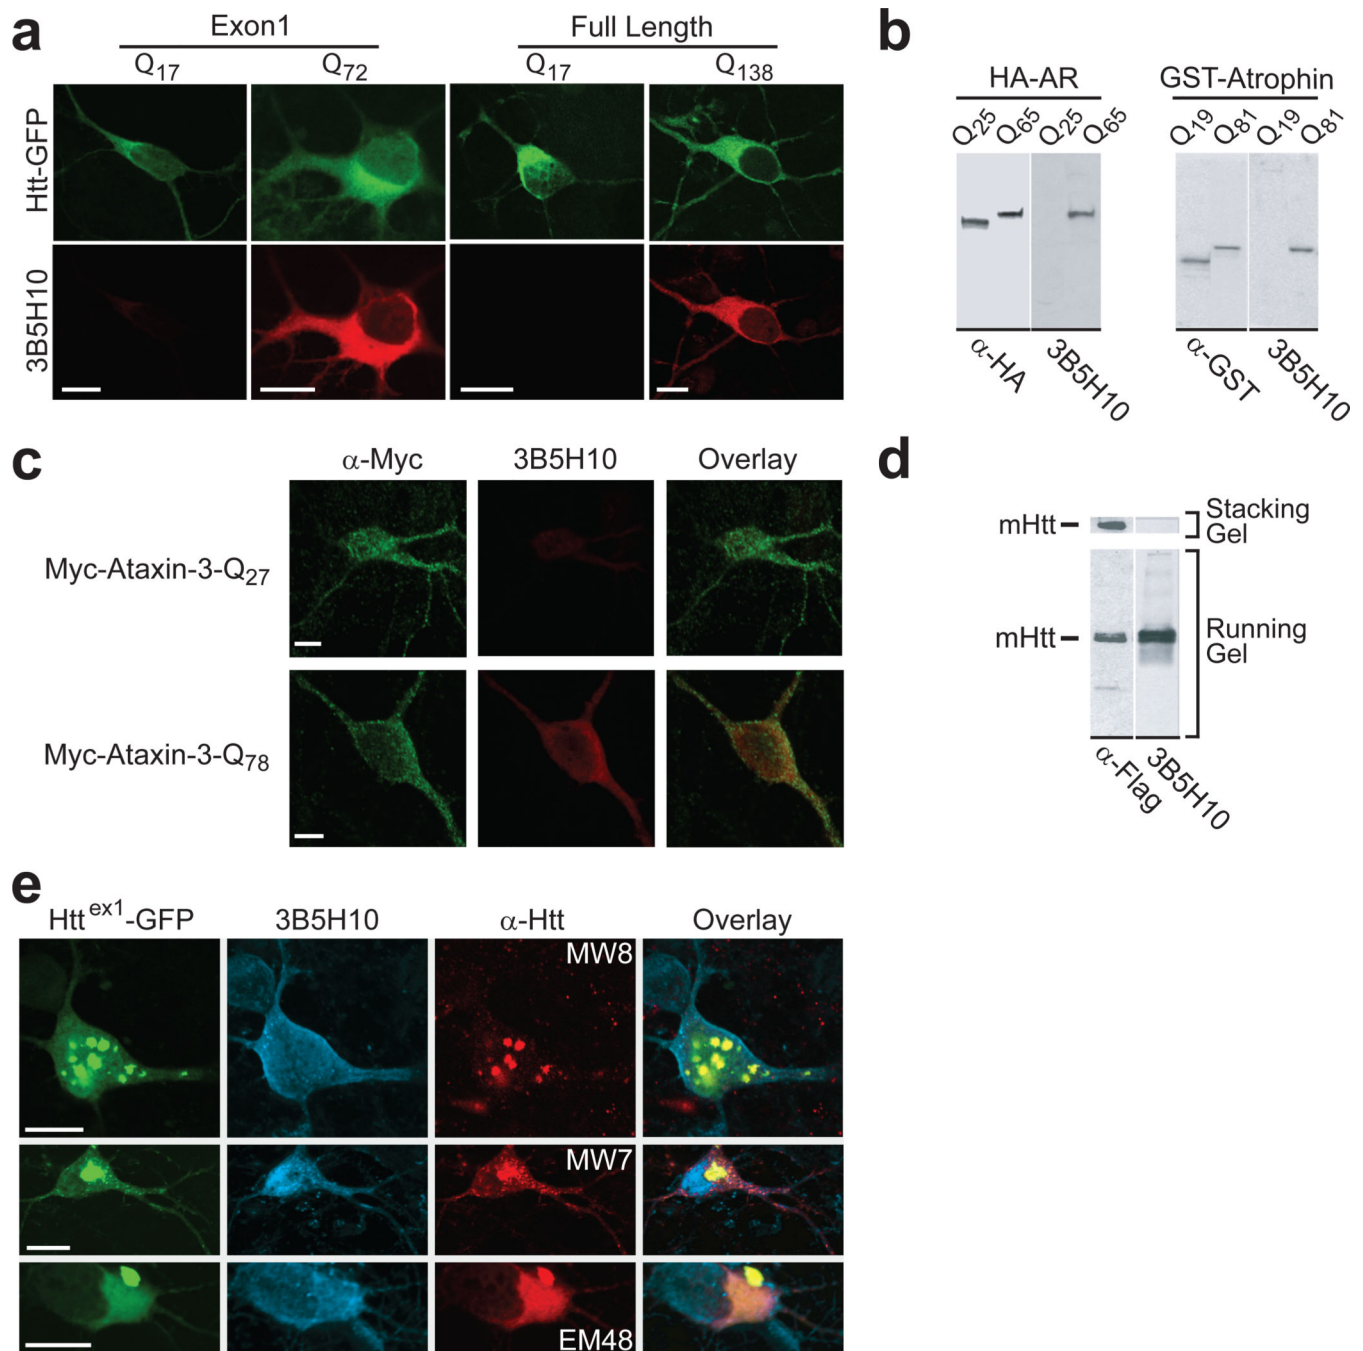 a
Exon1 Full Length
Q17 Q72 Q17 Q138
Htt-GFP
3B5H10
b
HA-AR GST-Atrophin
Q25 Q65 Q25 Q65 Q19 Q81 Q19 Q81
α-HA 3B5H10 α-GST 3B5H10
c
α-Myc 3B5H10 Overlay
Myc-Ataxin-3-Q27
Myc-Ataxin-3-Q78
d
mHtt Stacking
Gel
mHtt Running
Gel
α-Flag 3B5H10
e
Httex1-GFP 3B5H10 α-Htt Overlay
MW8
MW7
EM48